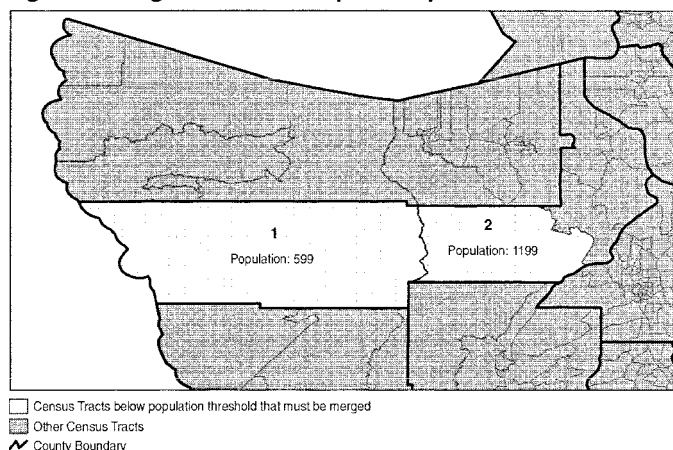 1
Population: 599
2
Population: 1199
Census Tracts below population threshold that must be merged
Other Census Tracts
County Boundary